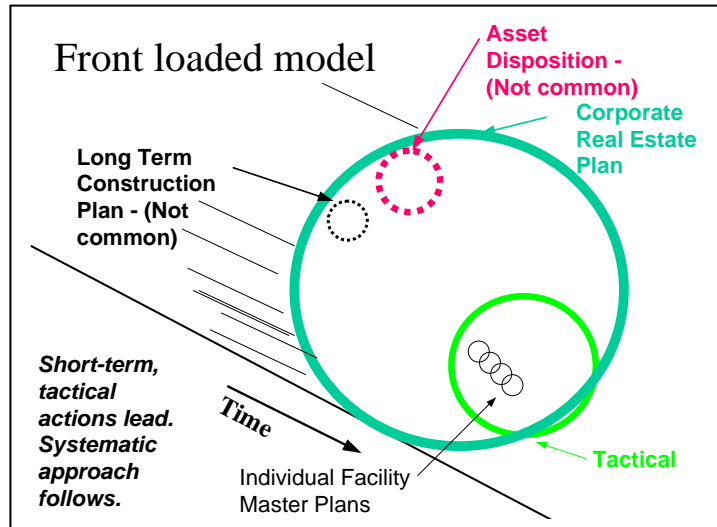 Front loaded model
Asset
Disposition -
(Not common)
Corporate
Real Estate
Plan
Long Term
Construction
Plan - (Not
common)
Short-term,
tactical
actions lead.
Systematic
approach
follows.
Time
Individual Facility
Master Plans
Tactical